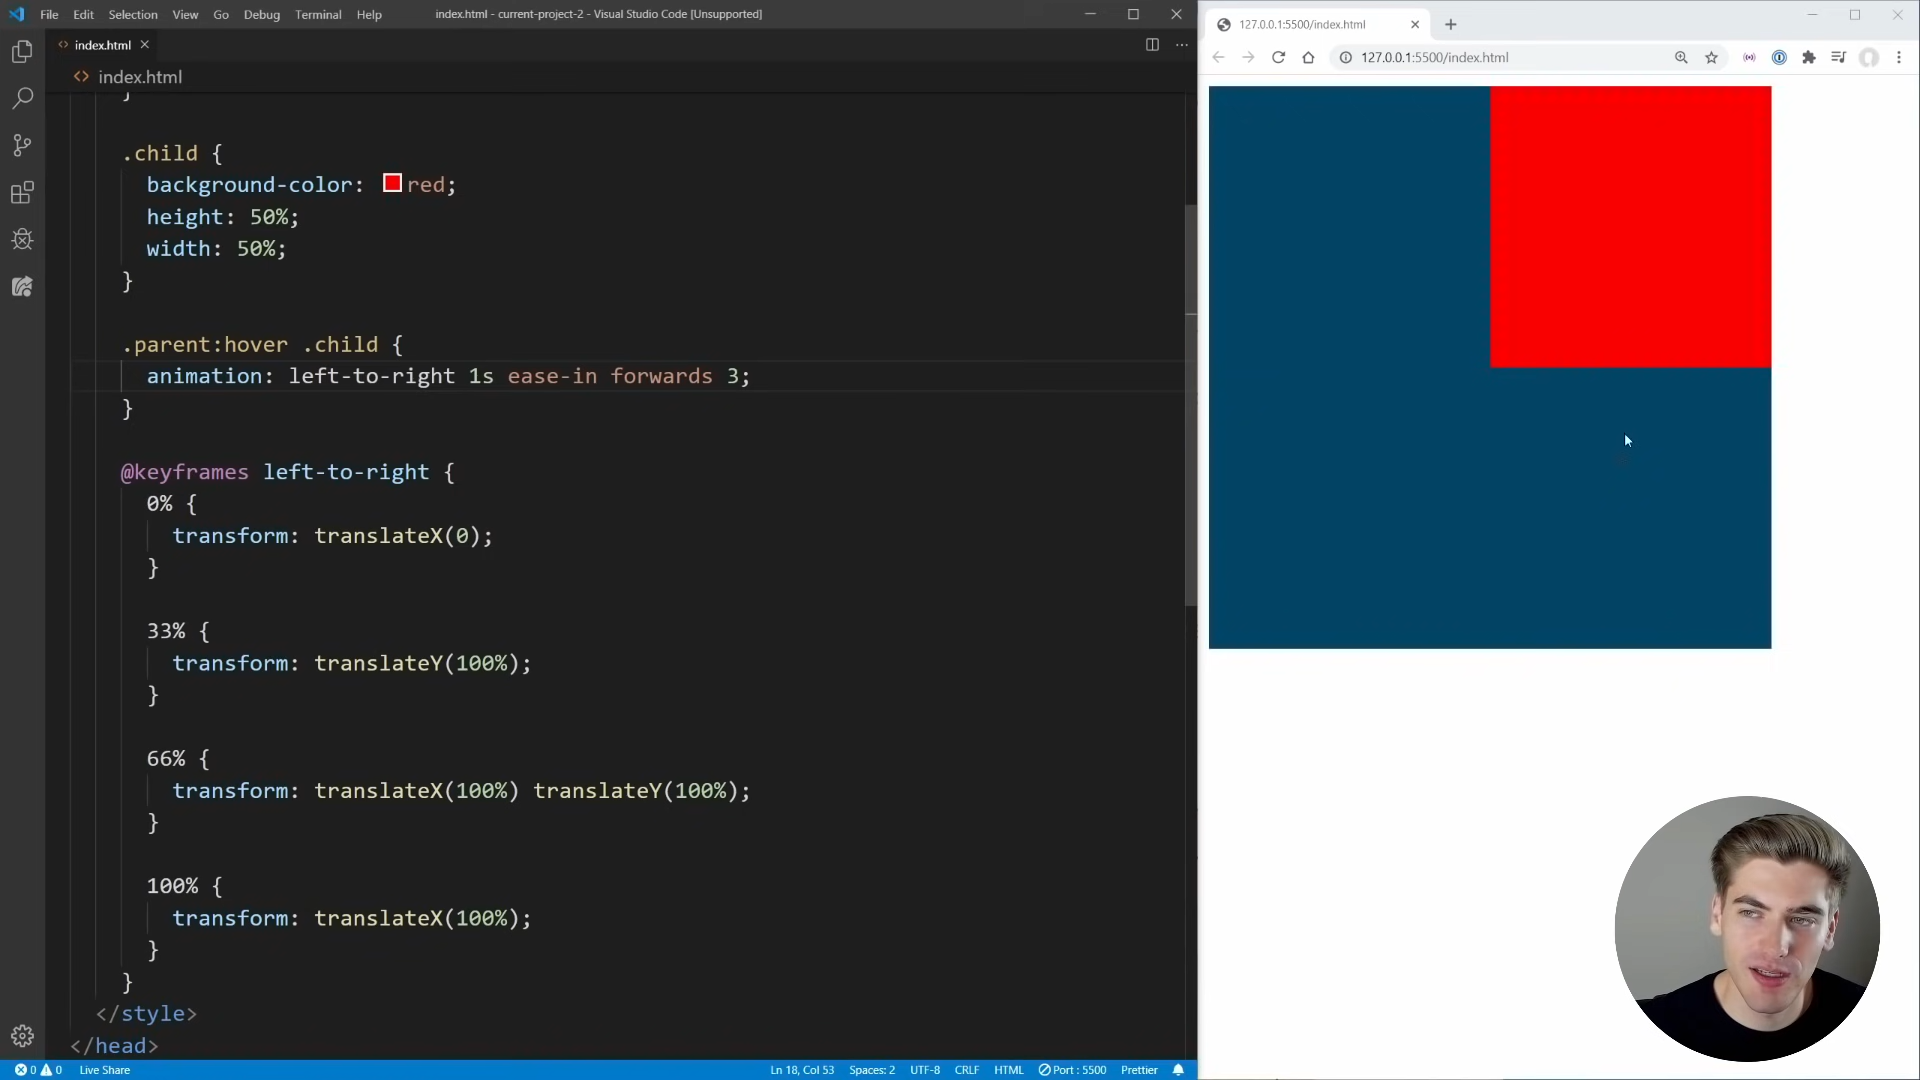 File Edit Selection View Go Debug Terminal Help
index.html - current-project-2 - Visual Studio Code [Unsupported]
index.html
index.html
}
.child {
background-color: red;
height: 50%;
width: 50%;
}
.parent:hover .child {
animation: left-to-right 1s ease-in forwards 3;
}
@keyframes left-to-right {
0% {
transform: translateX(0);
}
33% {
transform: translateY(100%);
}
66% {
transform: translateX(100%) translateY(100%);
}
100% {
transform: translateX(100%);
}
}
</style>
</head>
0 0 Live Share
Ln 18, Col 53 Spaces: 2 UTF-8 CRLF HTML Port : 5500 Prettier
127.0.0.1:5500/index.html
127.0.0.1:5500/index.html